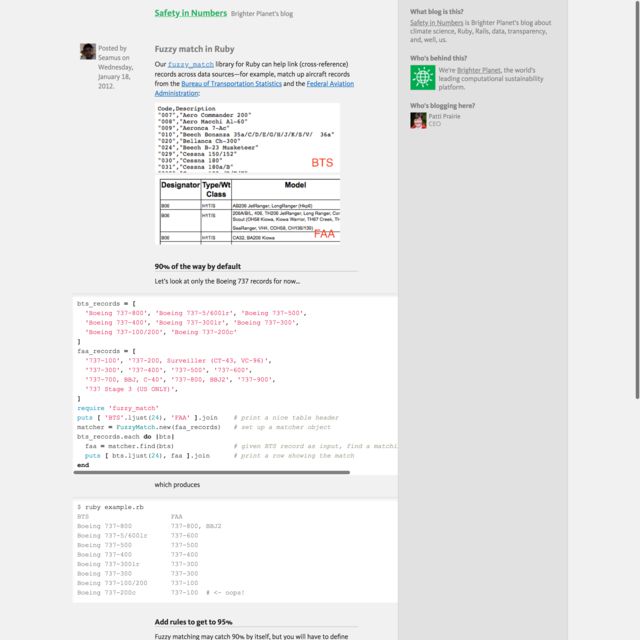 Safety in Numbers Brighter Planet's blog
Posted by
Seamus on
Wednesday,
January 18,
2012.
Fuzzy match in Ruby
Our fuzzy_match library for Ruby can help link (cross-reference)
records across data sources—for example, match up aircraft records
from the Bureau of Transportation Statistics and the Federal Aviation
Administration:
Code,Description
"007","Aero Commander 200"
"008","Aero Macchi Al-60"
"009","Aeronca 7-Ac"
"010","Beech Bonanza 35a/C/D/E/G/H/J/K/S/V/ 36a"
"020","Bellanca Ch-300"
"024","Beech B-23 Musketeer"
"029","Cessna 150/152"
"030","Cessna 180"
"031","Cessna 180a/B"
BTS
Designator Type/Wt Class Model
B06 H1T/S AB206 JetRanger, LongRanger
B06 H1T/S 206A/B/L, 406, TH206 JetRanger, Long Ranger,
Scout (OH58 Kiowa, Kiowa Warrior, TH67 Creek,
SeaRanger, VH4, COH58, CH136/139)
B06 H1T/S CA32, BA206 Kiowa
FAA
90% of the way by default
Let's look at only the Boeing 737 records for now...
bts_records = [
'Boeing 737-800', 'Boeing 737-5/600lr', 'Boeing 737-500',
'Boeing 737-400', 'Boeing 737-300lr', 'Boeing 737-300',
'Boeing 737-100/200', 'Boeing 737-200c'
]
faa_records = [
'737-100', '737-200, Surveiller (CT-43, VC-96)',
'737-300', '737-400', '737-500', '737-600',
'737-700, BBJ, C-40', '737-800, BBJ2', '737-900',
'737 Stage 3 (US ONLY)',
]
require 'fuzzy_match'
puts [ 'BTS'.ljust(24), 'FAA' ].join # print a nice table header
matcher = FuzzyMatch.new(faa_records) # set up a matcher object
bts_records.each do |bts|
faa = matcher.find(bts) # given BTS record as input, find a matchi
puts [ bts.ljust(24), faa ].join # print a row showing the match
end
which produces
$ ruby example.rb
BTS FAA
Boeing 737-800 737-800, BBJ2
Boeing 737-5/600lr 737-600
Boeing 737-500 737-500
Boeing 737-400 737-400
Boeing 737-300lr 737-300
Boeing 737-300 737-300
Boeing 737-100/200 737-100
Boeing 737-200c 737-100 # <- oops!
Add rules to get to 95%
Fuzzy matching may catch 90% by itself, but you will have to define
What blog is this?
Safety in Numbers is Brighter Planet's blog about
climate science, Ruby, Rails, data, transparency,
and, well, us.
Who's behind this?
We're Brighter Planet, the world's
leading computational sustainability
platform.
Who's blogging here?
Patti Prairie
CEO